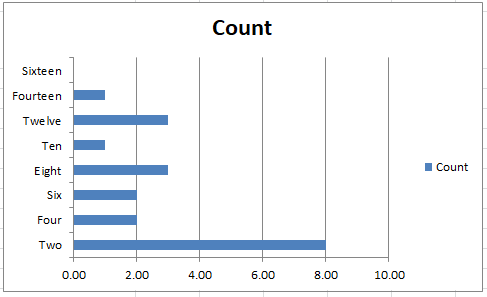 Count
Sixteen
Fourteen
Twelve
Ten
Eight
Count
Six
Four
Two
0.00 2.00 4.00 6.00 8.00 10.00